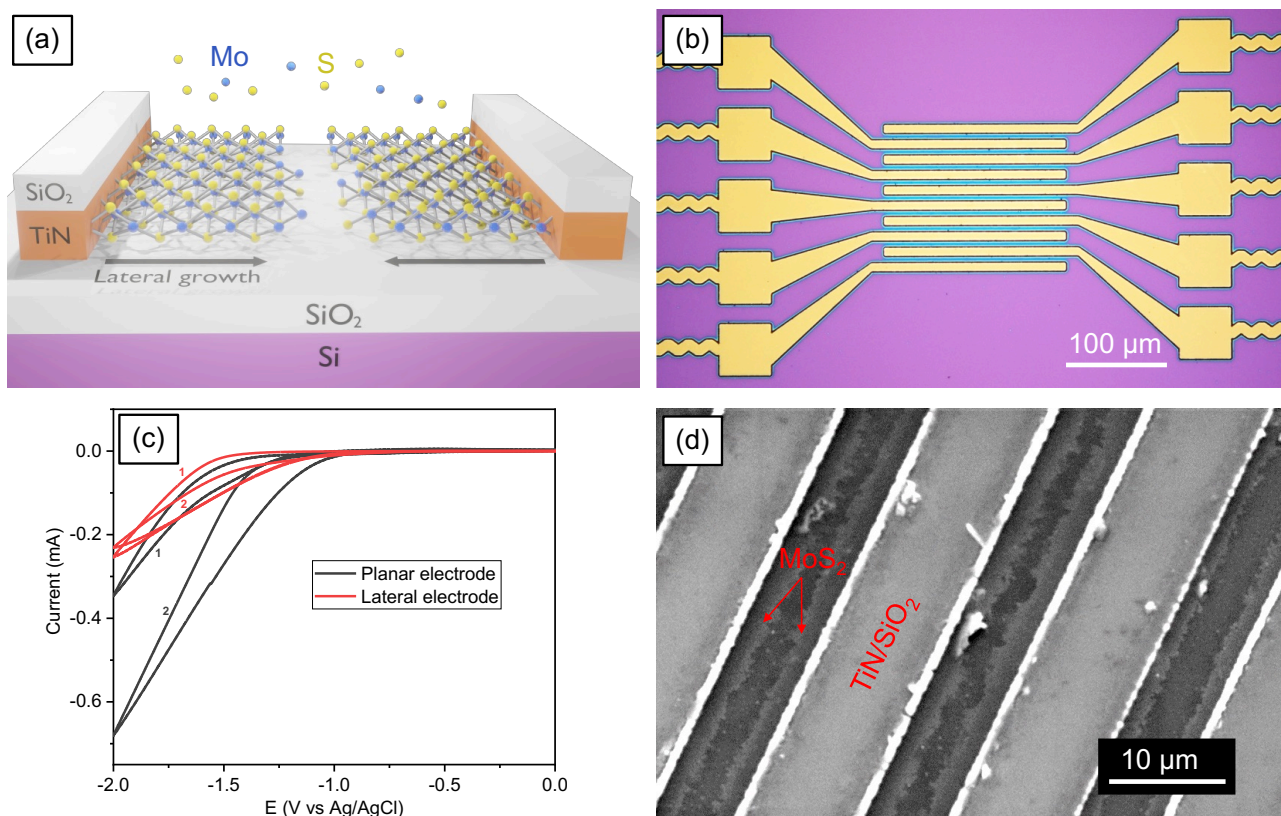 (a)
Mo
S
SiO₂
TiN
Lateral growth
SiO₂
Si
(b)
100 µm
(c)
Current (mA)
0.0
-0.2
-0.4
-0.6
1
2
1
2
Planar electrode
Lateral electrode
-2.0 -1.5 -1.0 -0.5 0.0
E (V vs Ag/AgCl)
(d)
MoS₂
TiN/SiO₂
10 µm